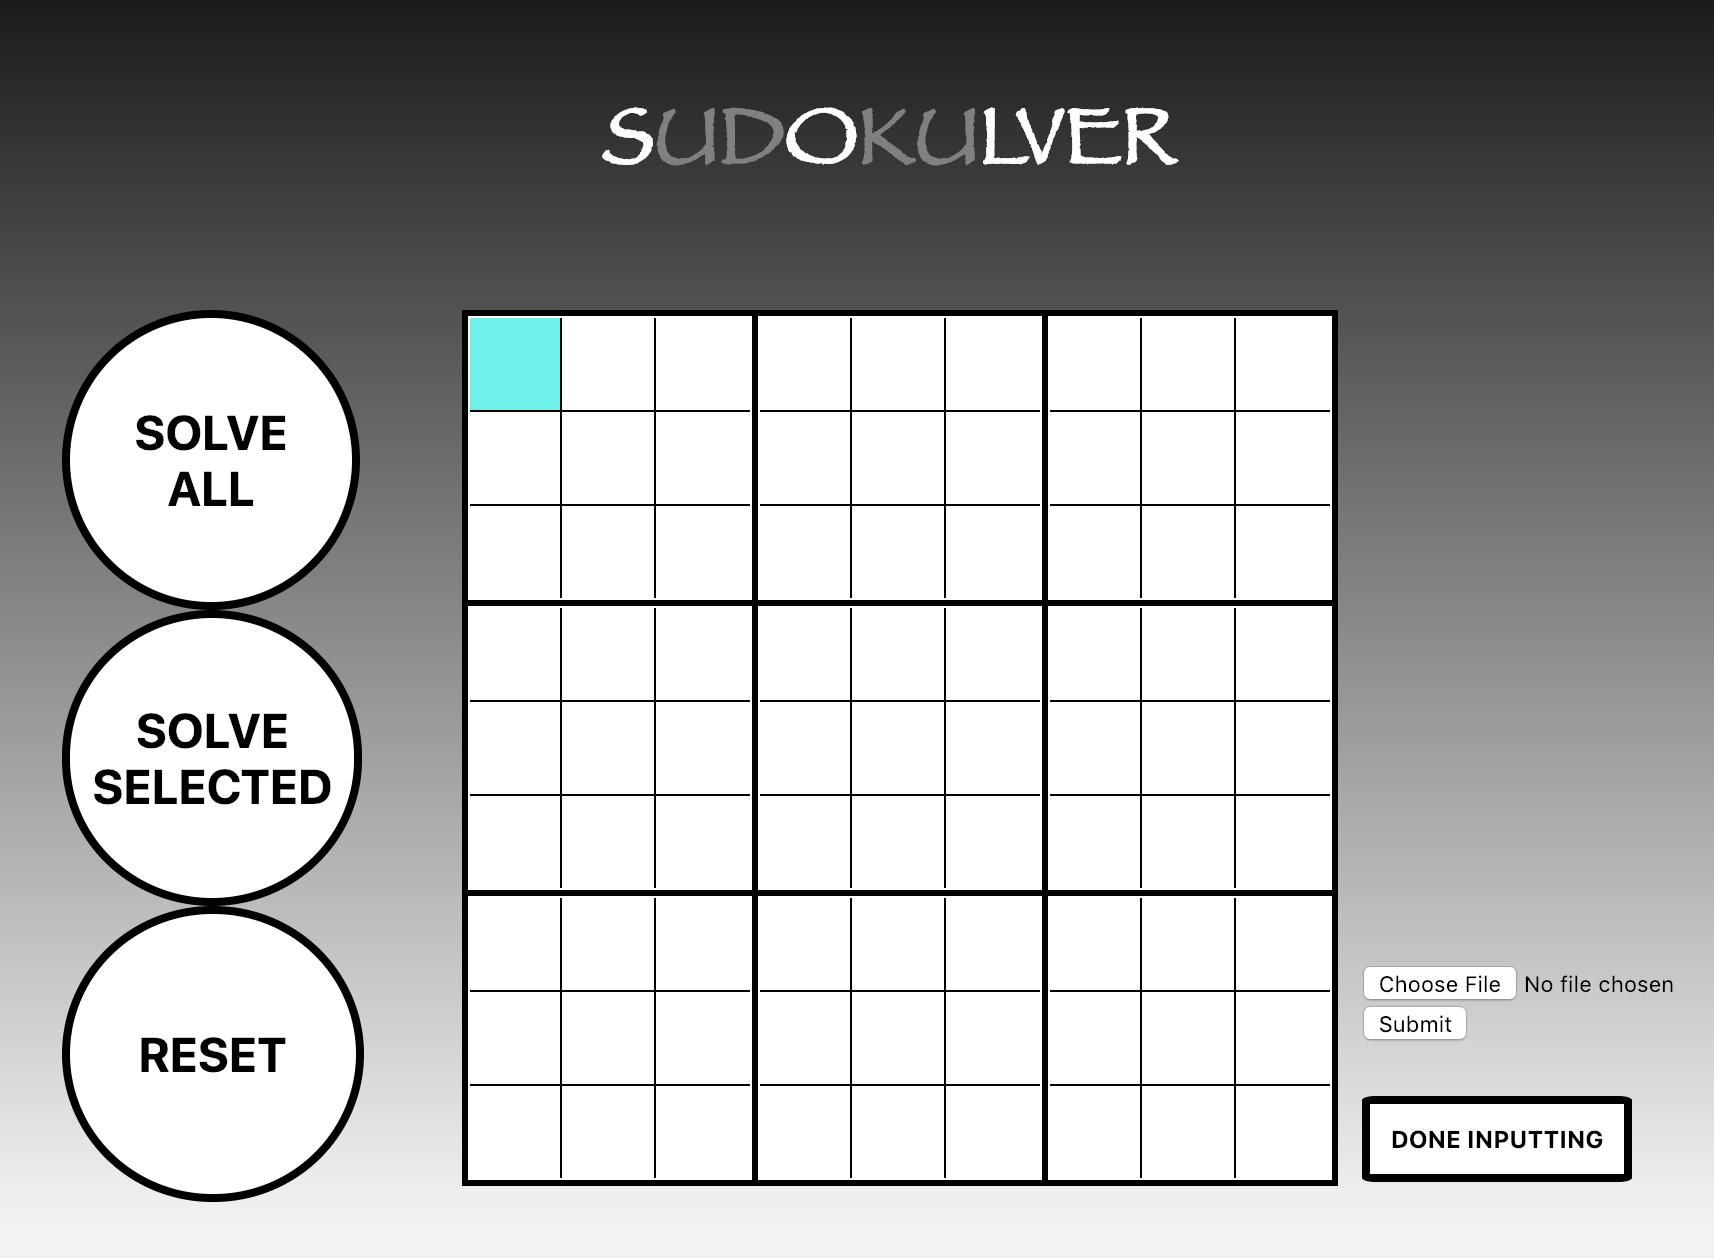 SUDOKULVER
SOLVE
ALL
SOLVE
SELECTED
RESET
Choose File No file chosen
Submit
DONE INPUTTING